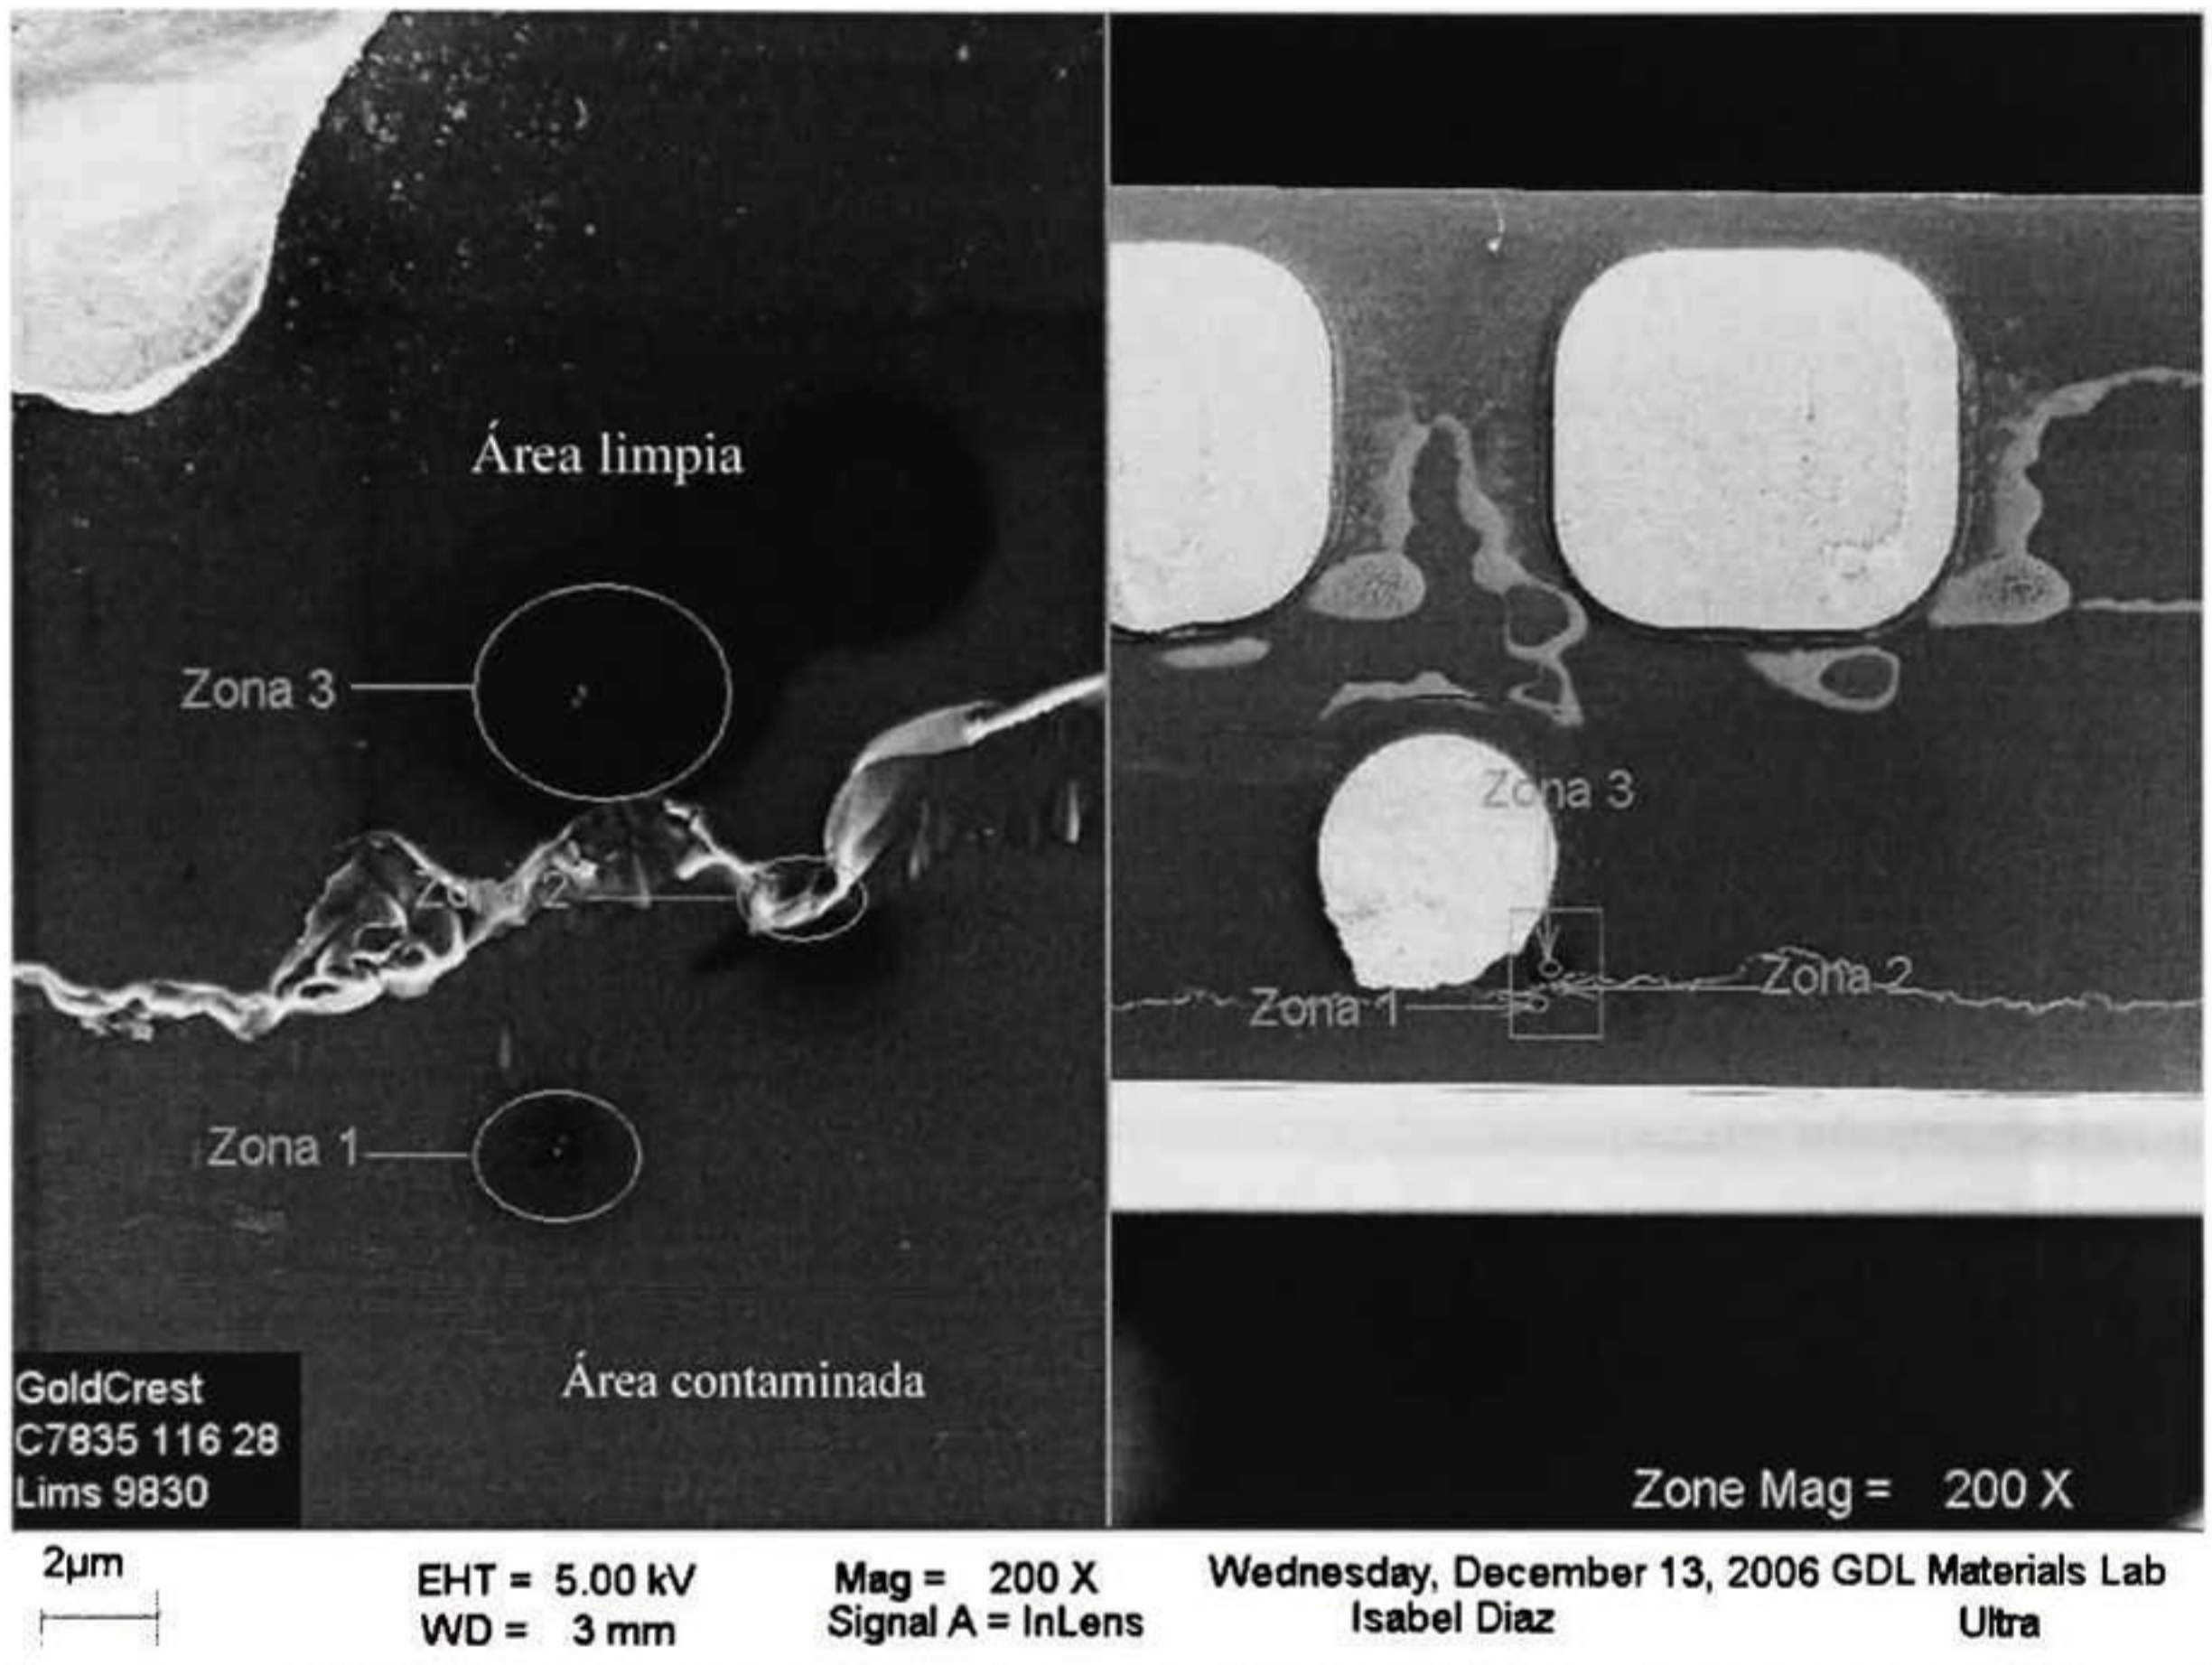 Área limpia
Zona 3
2
Zona 1
Área contaminada
GoldCrest
C7835 116 28
Lims 9830
Zona 3
Zona 2
Zona 1
Zone Mag = 200 X
2µm
EHT = 5.00 kV
WD = 3 mm
Mag = 200 X
Signal A = InLens
Wednesday, December 13, 2006 GDL Materials Lab
Isabel Diaz
Ultra